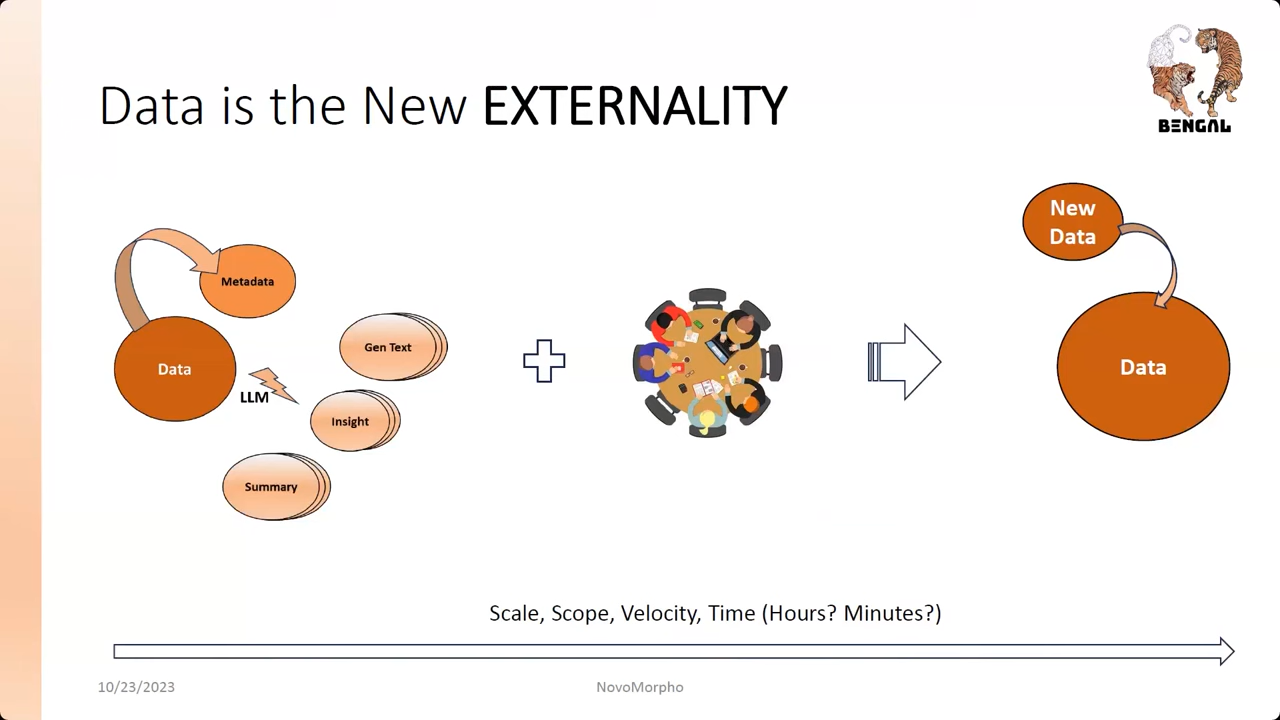 Data is the New EXTERNALITY
BENGAL
Metadata
Data
LLM
Gen Text
Insight
Summary
New
Data
Data
Scale, Scope, Velocity, Time (Hours? Minutes?)
10/23/2023
NovoMorpho